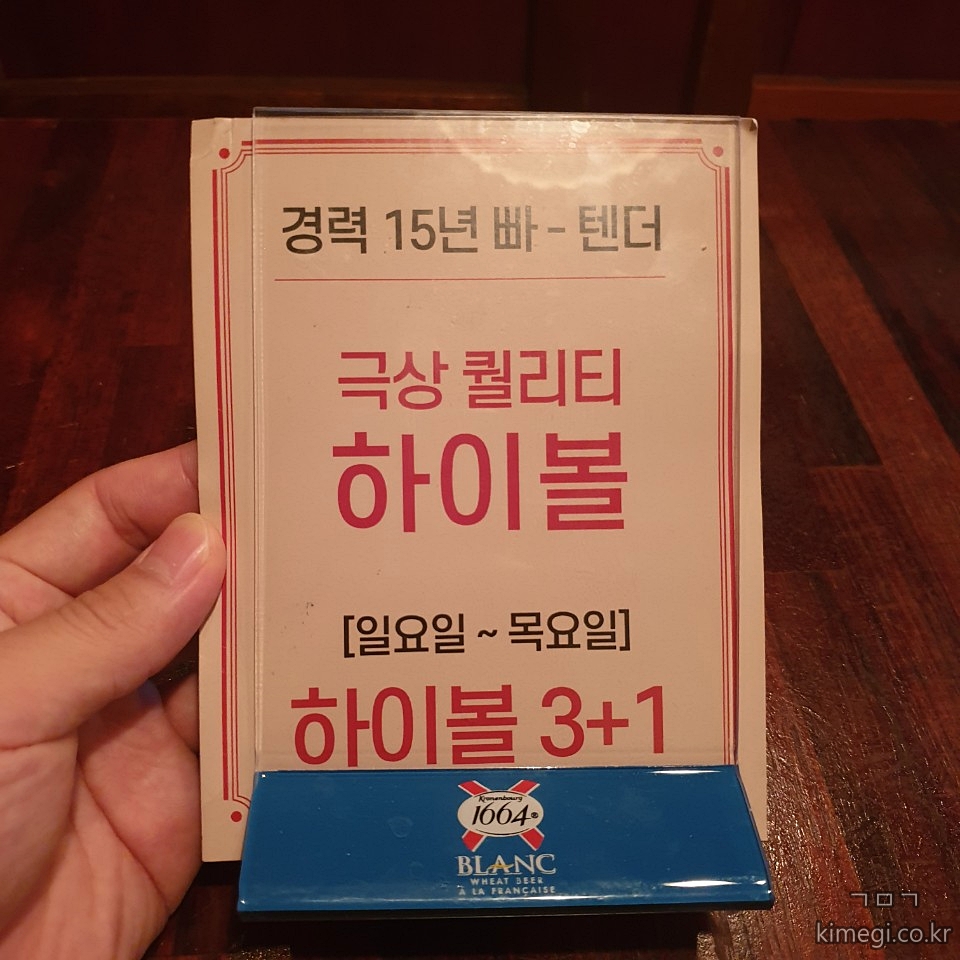 경력 15년 빠 - 텐더
극상 퀄리티
하이볼
[일요일 ~ 목요일]
하이볼 3+1
Kronenbourg
1664®
BLANC
WHEAT BEER
À LA FRANÇAISE
ㄱㅁㄱ
kimegi.co.kr